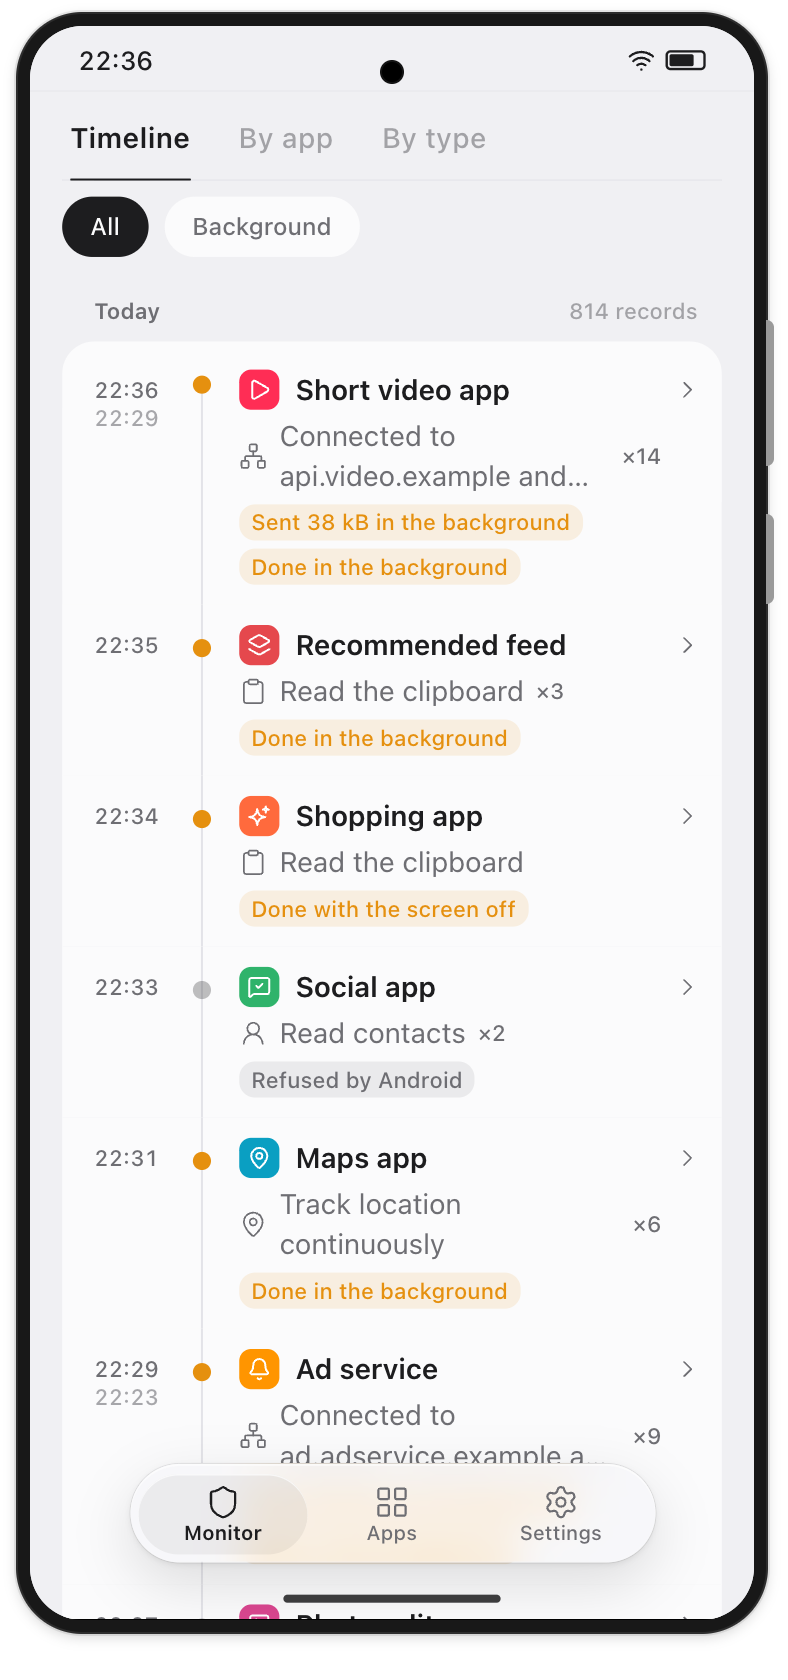 22:36
Timeline By app By type
All Background
Today 814 records
22:36 Short video app
22:29
Connected to
api.video.example and... ×14
Sent 38 kB in the background
Done in the background
22:35 Recommended feed
Read the clipboard ×3
Done in the background
22:34 Shopping app
Read the clipboard
Done with the screen off
22:33 Social app
Read contacts ×2
Refused by Android
22:31 Maps app
Track location
continuously ×6
Done in the background
22:29 Ad service
22:23
Connected to
ad.adservice.example a... ×9
Monitor Apps Settings